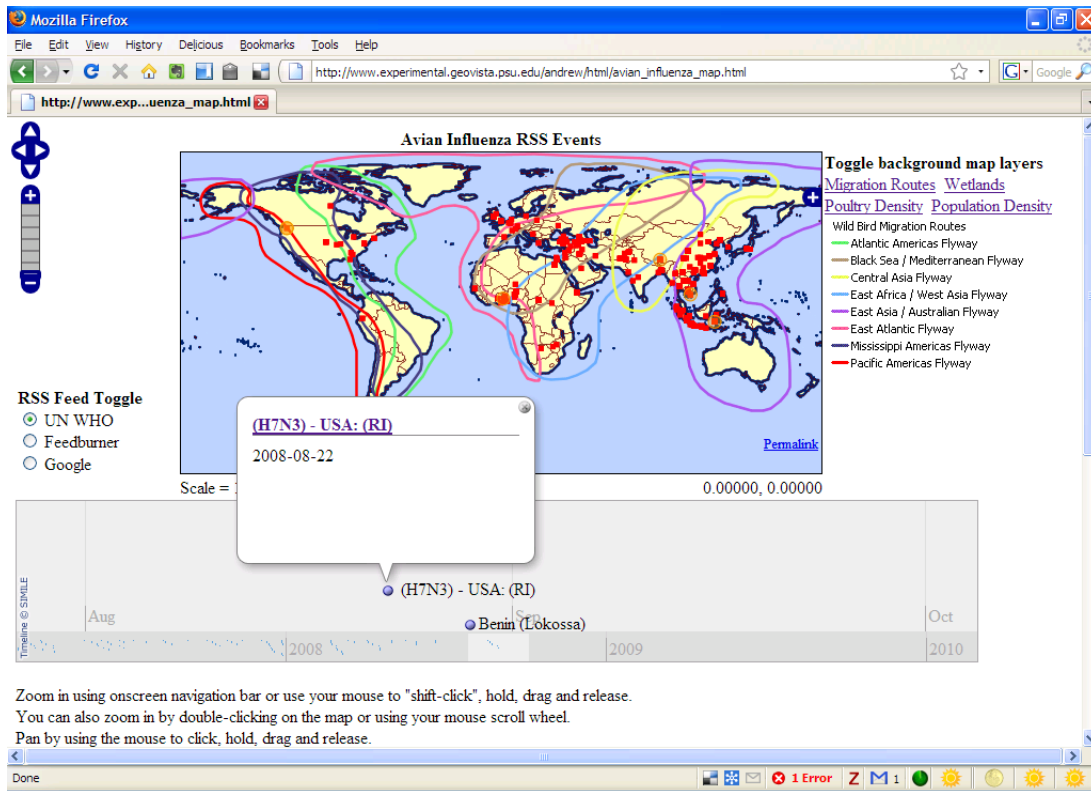 Mozilla Firefox
File Edit View History Delicious Bookmarks Tools Help
http://www.experimental.geovista.psu.edu/andrew/html/avian_influenza_map.html
G Google
http://www.exp...uenza_map.html
Avian Influenza RSS Events
Toggle background map layers
Migration Routes Wetlands
Poultry Density Population Density
Wild Bird Migration Routes
Atlantic Americas Flyway
Black Sea / Mediterranean Flyway
Central Asia Flyway
East Africa / West Asia Flyway
East Asia / Australian Flyway
East Atlantic Flyway
Mississippi Americas Flyway
Pacific Americas Flyway
RSS Feed Toggle
UN WHO
Feedburner
Google
(H7N3) - USA: (RI)
2008-08-22
Permalink
Scale =
0.00000, 0.00000
(H7N3) - USA: (RI)
Aug Sep Oct
Benin (Lokossa)
2008 2009 2010
Timeline © SIMILE
Zoom in using onscreen navigation bar or use your mouse to "shift-click", hold, drag and release.
You can also zoom in by double-clicking on the map or using your mouse scroll wheel.
Pan by using the mouse to click, hold, drag and release.
Done
1 Error Z M 1